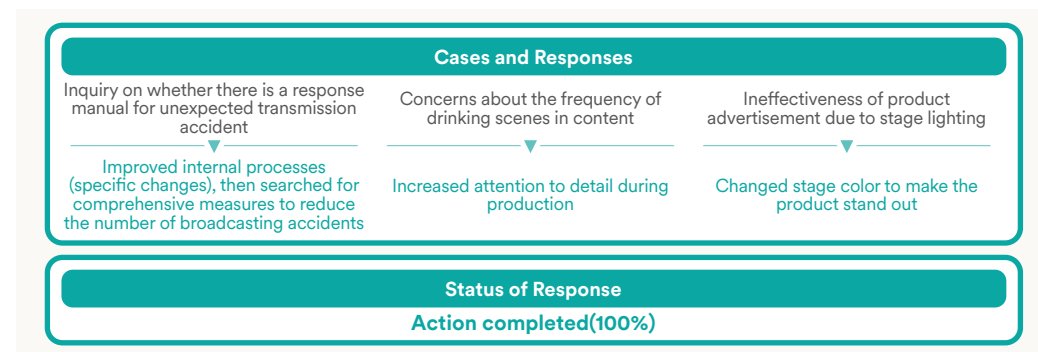 Cases and Responses
Inquiry on whether there is a response
manual for unexpected transmission
accident
Improved internal processes
(specific changes), then searched for
comprehensive measures to reduce
the number of broadcasting accidents
Concerns about the frequency of
drinking scenes in content
Increased attention to detail during
production
Ineffectiveness of product
advertisement due to stage lighting
Changed stage color to make the
product stand out
Status of Response
Action completed(100%)